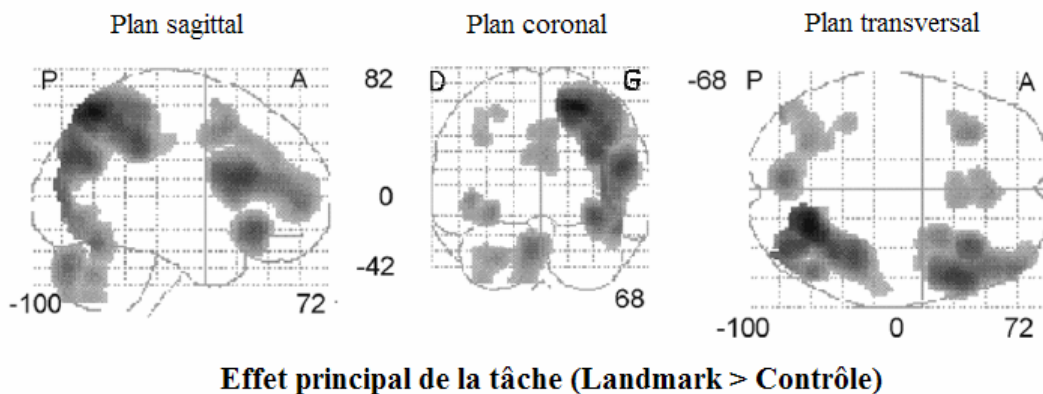 Plan sagittal
Plan coronal
Plan transversal
P
A
82
0
-42
-100
72
D
G
68
-68
P
A
-100
0
72
Effet principal de la tâche (Landmark > Contrôle)